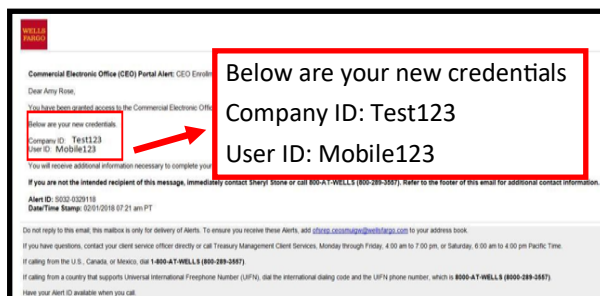 WELLS
FARGO
Commercial Electronic Office (CEO) Portal Alert: CEO
Dear Amy Rose,
You have been granted access to the Commercial Electronic
Below are your new credentials
Below are your new credentials.
Company ID: Test123
Company ID: Test123
User ID: Mobile123
User ID: Mobile123
You will receive additional information necessary to complete your
If you are not the intended recipient of this message, immediately contact Sheryl Stone or call 800-AT-WELLS (800-289-3557). Refer to the footer of this email for additional contact information.
Alert ID: S032-0329118
Date/Time Stamp: 02/01/2018 07:21 am PT
Do not reply to this email; this mailbox is only for delivery of Alerts. To ensure you receive these Alerts, add to your address book.
If you have questions, contact your client service officer directly or call Treasury Management Client Services, Monday through Friday, 4:00 am to 7:00 pm, or Saturday, 6:00 am to 4:00 pm Pacific Time.
If calling from the U.S., Canada, or Mexico, dial 1-800-AT-WELLS (800-289-3557).
If calling from a country that supports Universal International Freephone Number (UIFN), dial the international dialing code and the UIFN phone number, which is 8000-AT-WELLS (8000-289-3557).
Have your Alert ID available when you call.